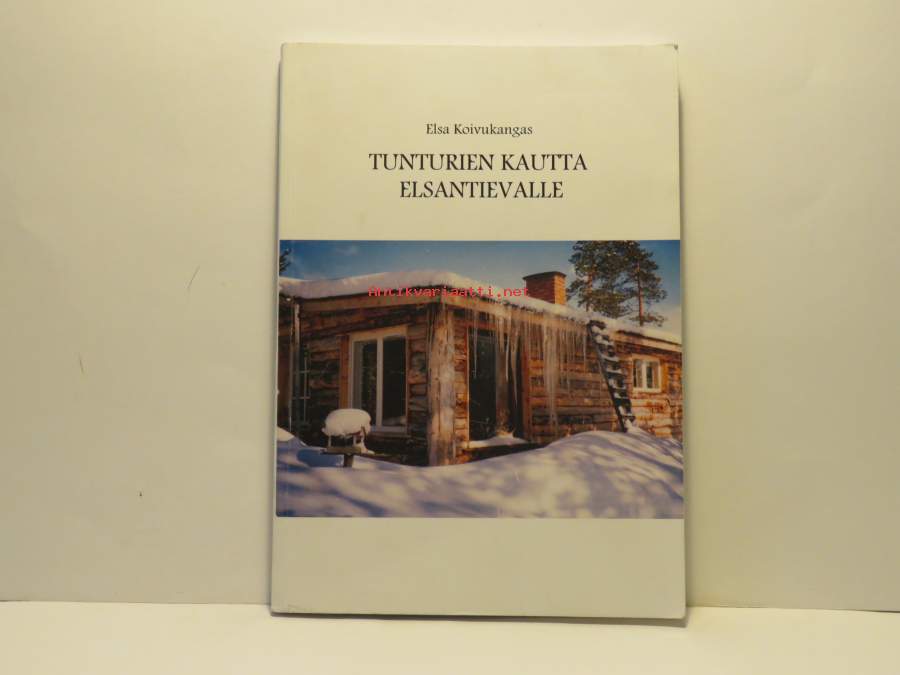 Elsa Koivukangas
TUNTURIEN KAUTTA
ELSANTIEVALLE
Antikvariaatti.net